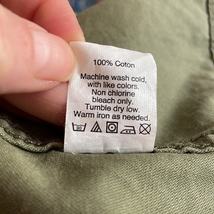 100% Coton
Machine wash cold,
with like colors.
Non chlorine
bleach only.
Tumble dry low.
Warm iron as needed.